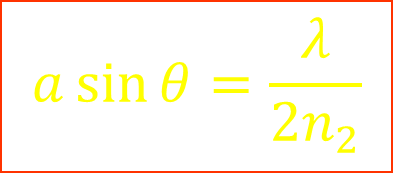 a sin θ = λ / 2n₂